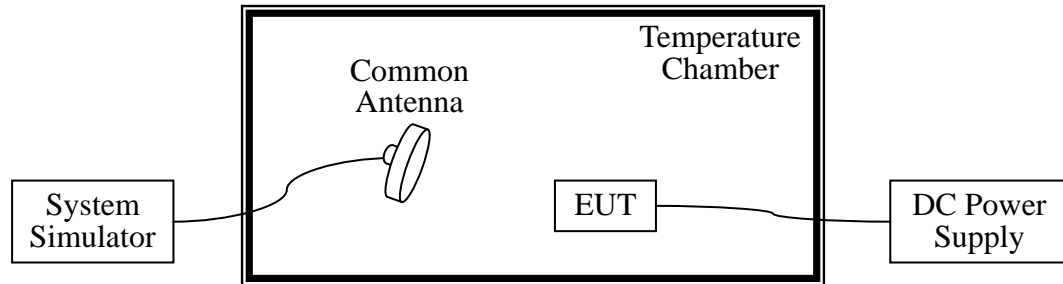 Temperature
Chamber
Common
Antenna
System
Simulator
EUT
DC Power
Supply